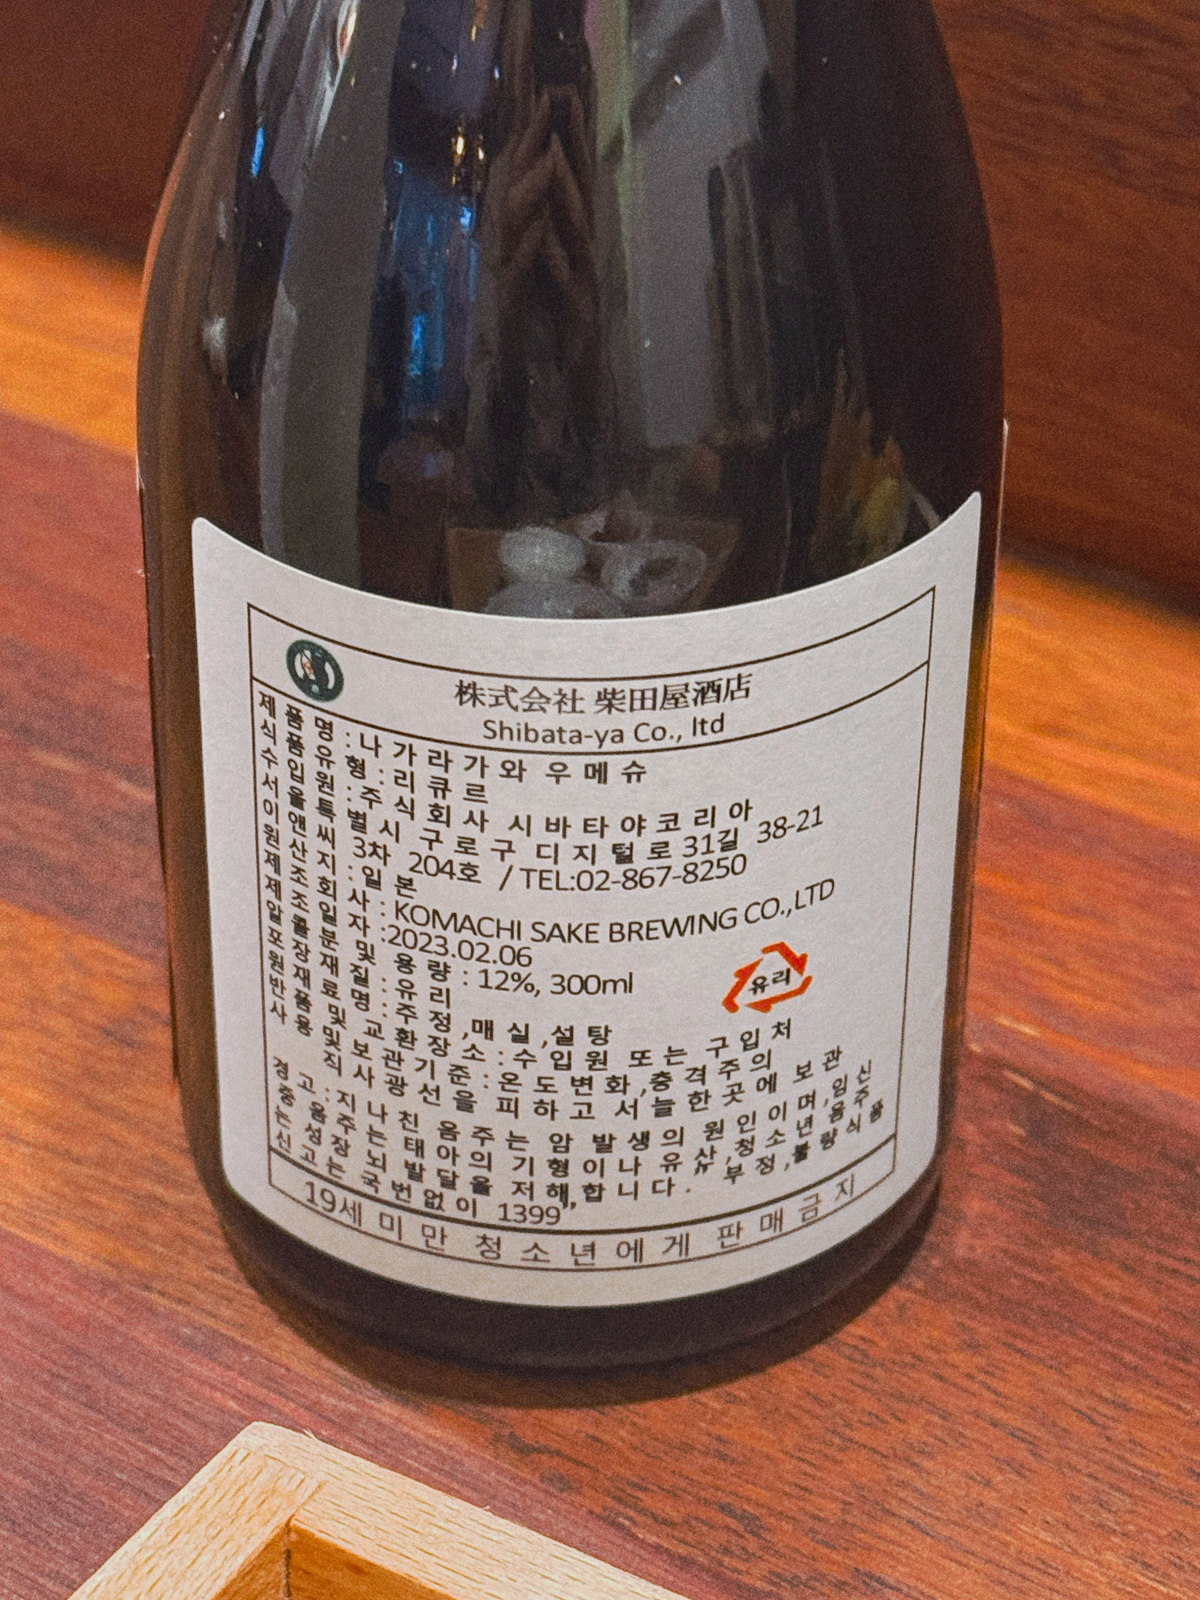 株式会社 柴田屋酒店
Shibata-ya Co., ltd
제품명:나가라가와 우메슈
식품유형:리큐르
수입원:주식회사 시바타야코리아
서울특별시 구로구 디지털로31길 38-21
이앤씨 3차 204호 /TEL:02-867-8250
원산지:일본
제조회사:KOMACHI SAKE BREWING CO.,LTD
제조일자:2023.02.06
알콜분 및 용량:12%, 300ml
포장재질:유리
유리
원재료명:주정,매실,설탕
반품 및 교환장소:수입원 또는 구입처
사용 및 보관기준:온도변화,충격주의
직사광선을 피하고 서늘한곳에 보관
경고:지나친 음주는 암 발생의 원인이며,임신
중 음주는 태아의 기형이나 유산,청소년음주
는 성장 뇌 발달을 저해합니다. "부정,불량식품
신고는 국번없이 1399",
19세미만 청소년에게 판매금지